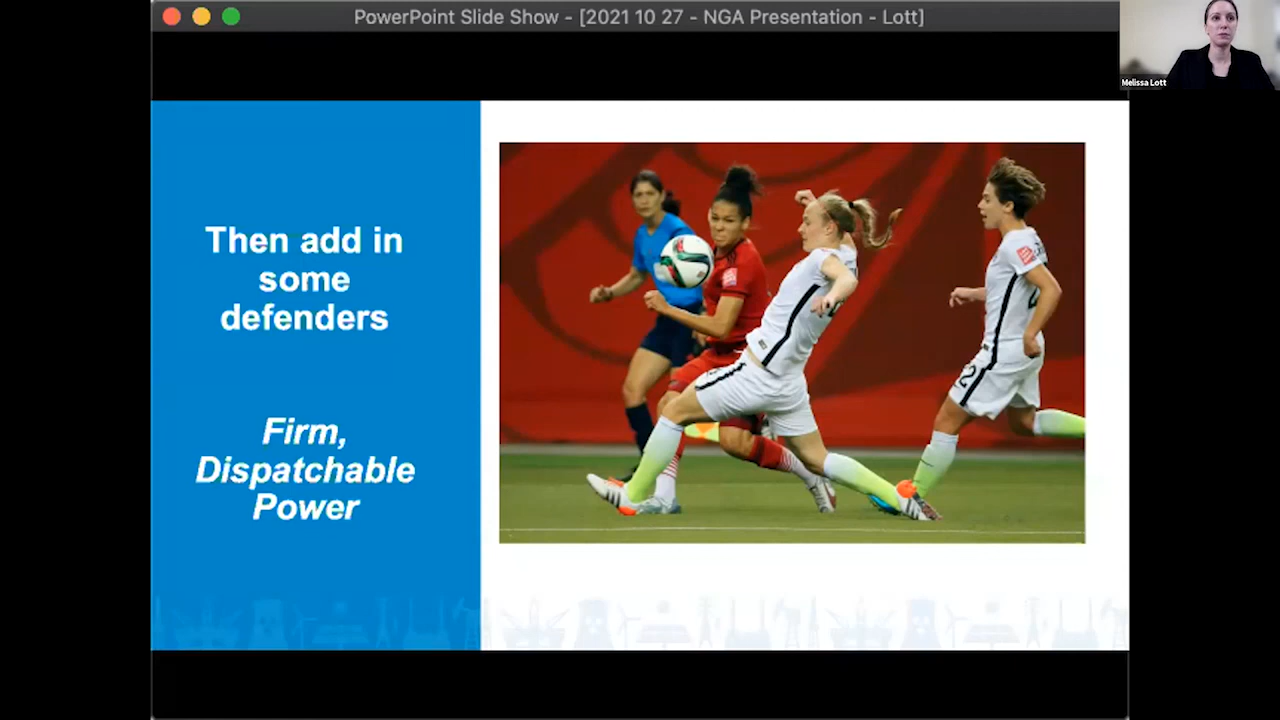 PowerPoint Slide Show - [2021 10 27 - NGA Presentation - Lott]
Melissa Lott
Then add in
some
defenders
Firm,
Dispatchable
Power